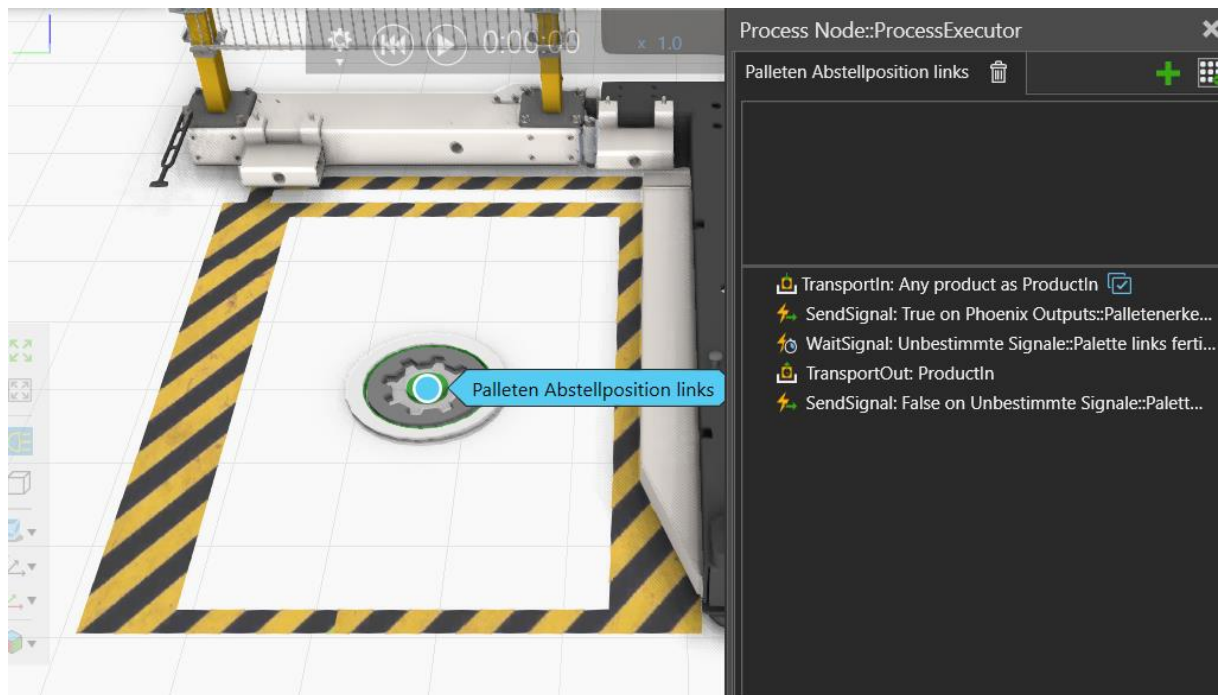 0:00:00
x 1.0
Process Node::ProcessExecutor
Palleten Abstellposition links
TransportIn: Any product as ProductIn
SendSignal: True on Phoenix Outputs::Palletenerke...
WaitSignal: Unbestimmte Signale::Palette links ferti...
TransportOut: ProductIn
SendSignal: False on Unbestimmte Signale::Palett...
Palleten Abstellposition links